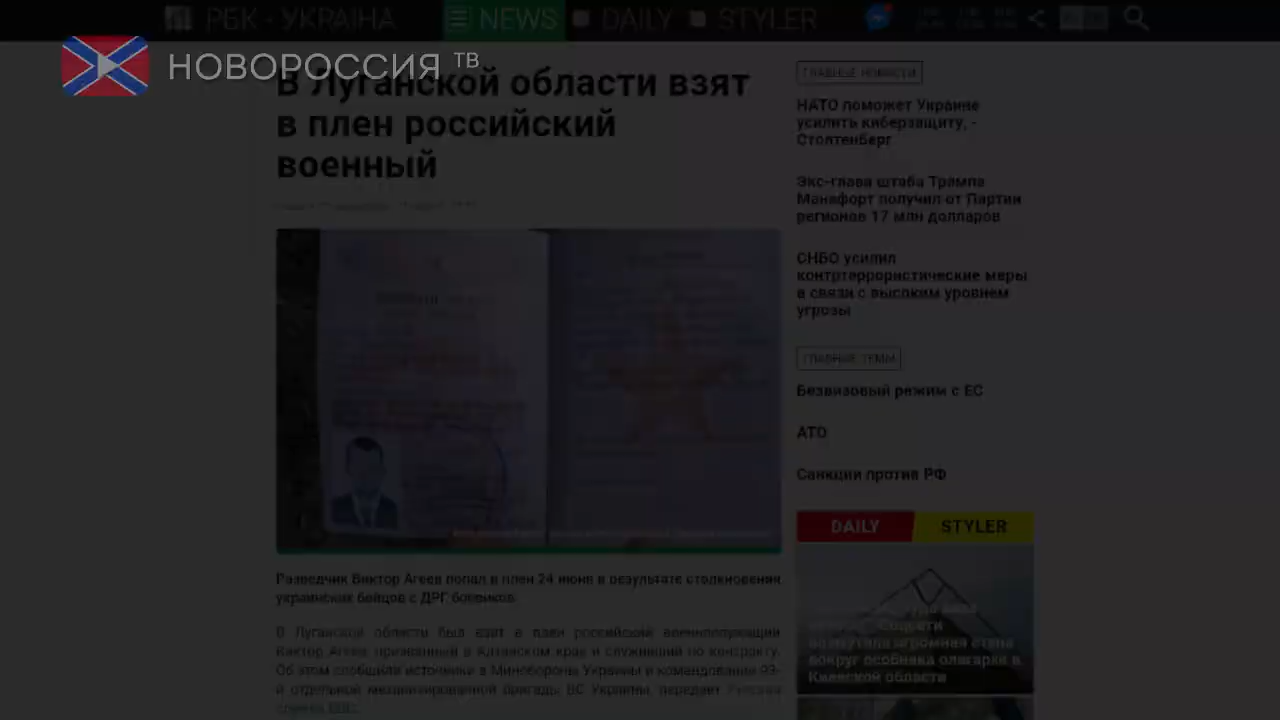 РБК - УКРАЇНА
NEWS
DAILY
STYLER
НОВОРОССИЯ ТВ
В Луганской области взят
в плен российский
военный
Разведчик Виктор Агеев попал в плен 24 июня в результате столкновения
украинских бойцов с ДРГ боевиков
В Луганской области был взят в плен российский военнослужащий
Виктор Агеев, призванный в Алтайском крае и служивший по контракту.
Об этом сообщили источники в Минобороны Украины и командовании 93-
й отдельной механизированной бригады ВС Украины, передает Русская
служба BBC.
ГЛАВНЫЕ НОВОСТИ
НАТО поможет Украине
усилить киберзащиту, -
Столтенберг
Экс-глава штаба Трампа
Манафорт получил от Партии
регионов 17 млн долларов
СНБО усилил
контртеррористические меры
в связи с высоким уровнем
угрозы
ГЛАВНЫЕ ТЕМЫ
Безвизовый режим с ЕС
АТО
Санкции против РФ
DAILY
STYLER
Соцсети
возмутила огромная стена
вокруг особняка олигарха в
Киевской области